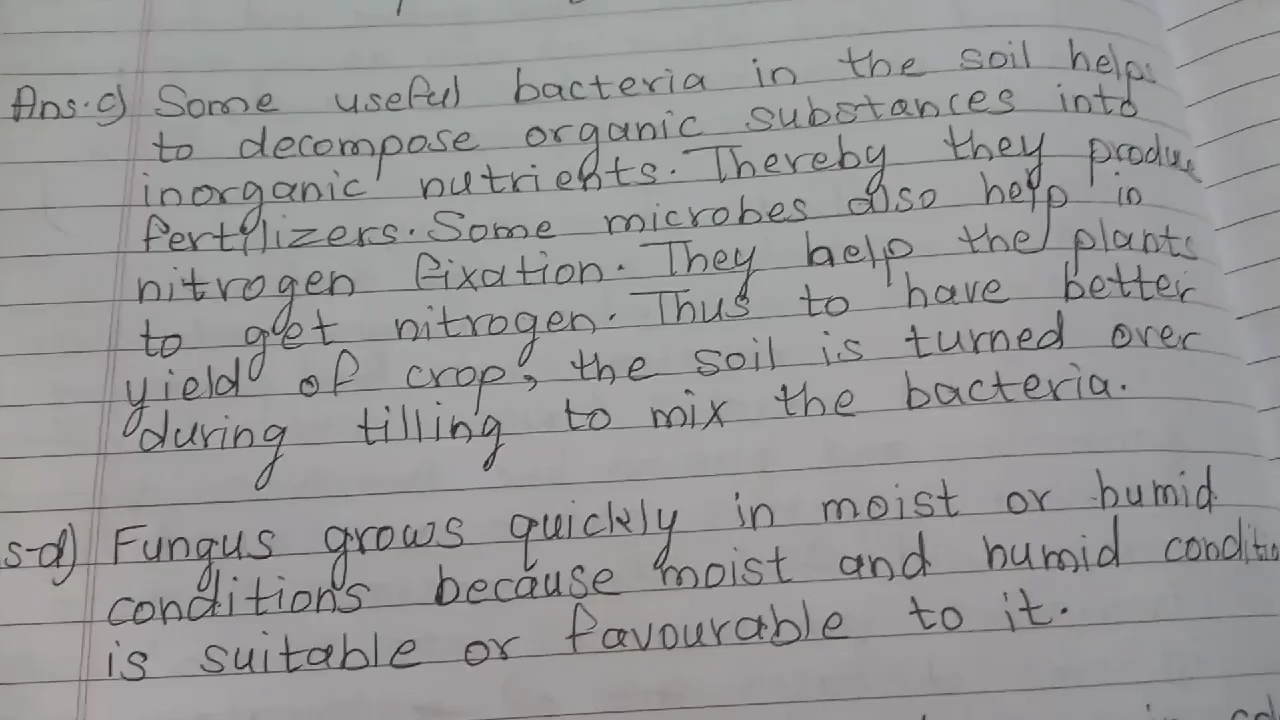 Ans.c) Some useful bacteria in the soil help
to decompose organic substances into
inorganic nutrients. Thereby they produce
fertilizers. Some microbes also help in
nitrogen fixation. They help the plants
to get nitrogen. Thus to have better
yield of crop, the soil is turned over
during tilling to mix the bacteria.
s-d) Fungus grows quickly in moist or humid
conditions because moist and humid conditio
is suitable or favourable to it.